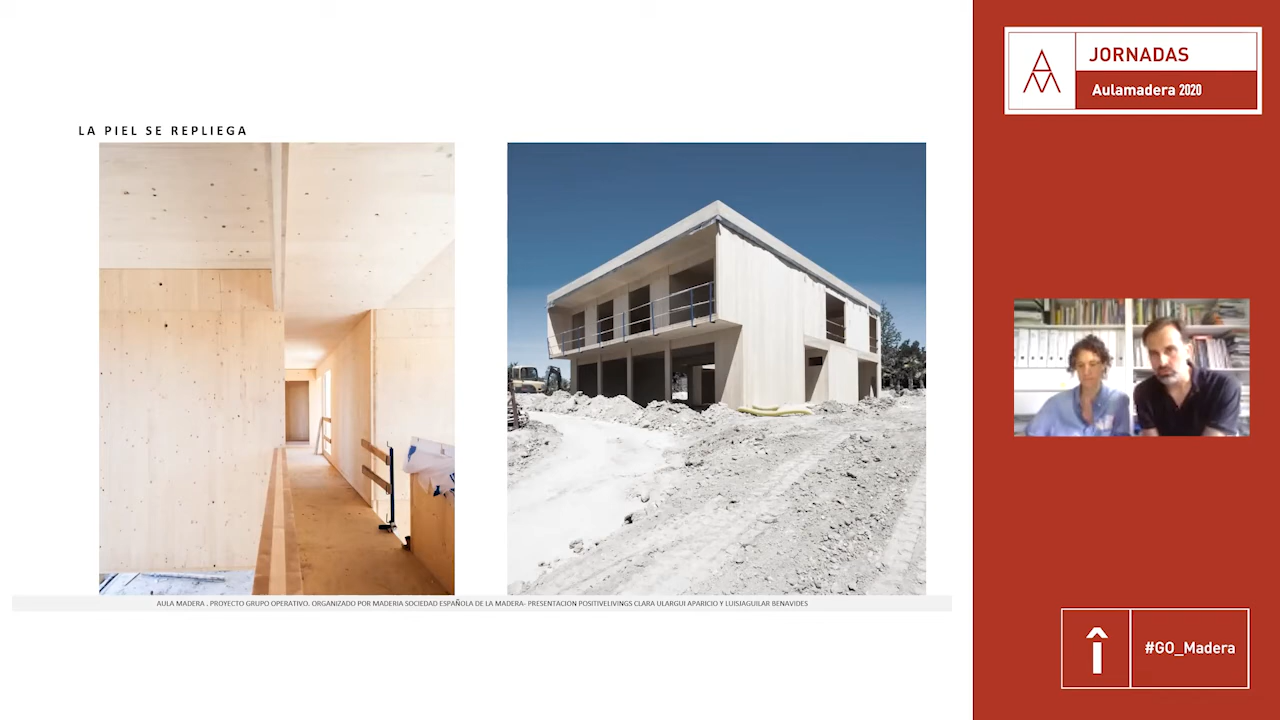 LA PIEL SE REPLIEGA
AULA MADERA . PROYECTO GRUPO OPERATIVO. ORGANIZADO POR MADERIA SOCIEDAD ESPAÑOLA DE LA MADERA- PRESENTACION POSITIVELIVINGS CLARA ULARGUI APARICIO Y LUISJAGUILAR BENAVIDES
JORNADAS
Aulamadera 2020
#GO_Madera